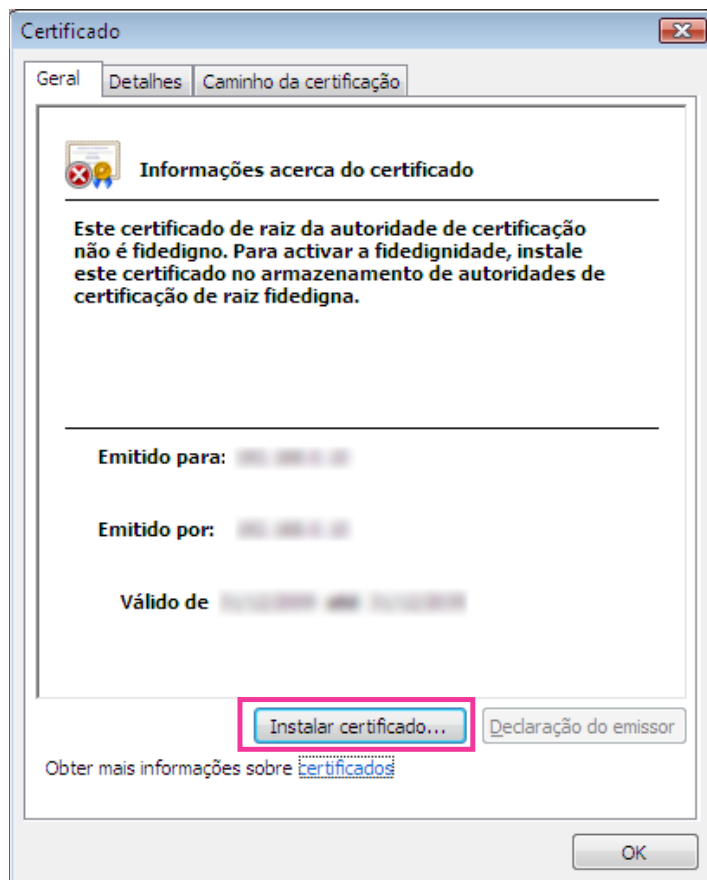 Certificado
Geral Detalhes Caminho da certificação
Informações acerca do certificado
Este certificado de raiz da autoridade de certificação
não é fidedigno. Para activar a fidedignidade, instale
este certificado no armazenamento de autoridades de
certificação de raiz fidedigna.
Emitido para:
Emitido por:
Válido de
Instalar certificado... Declaração do emissor
Obter mais informações sobre certificados
OK